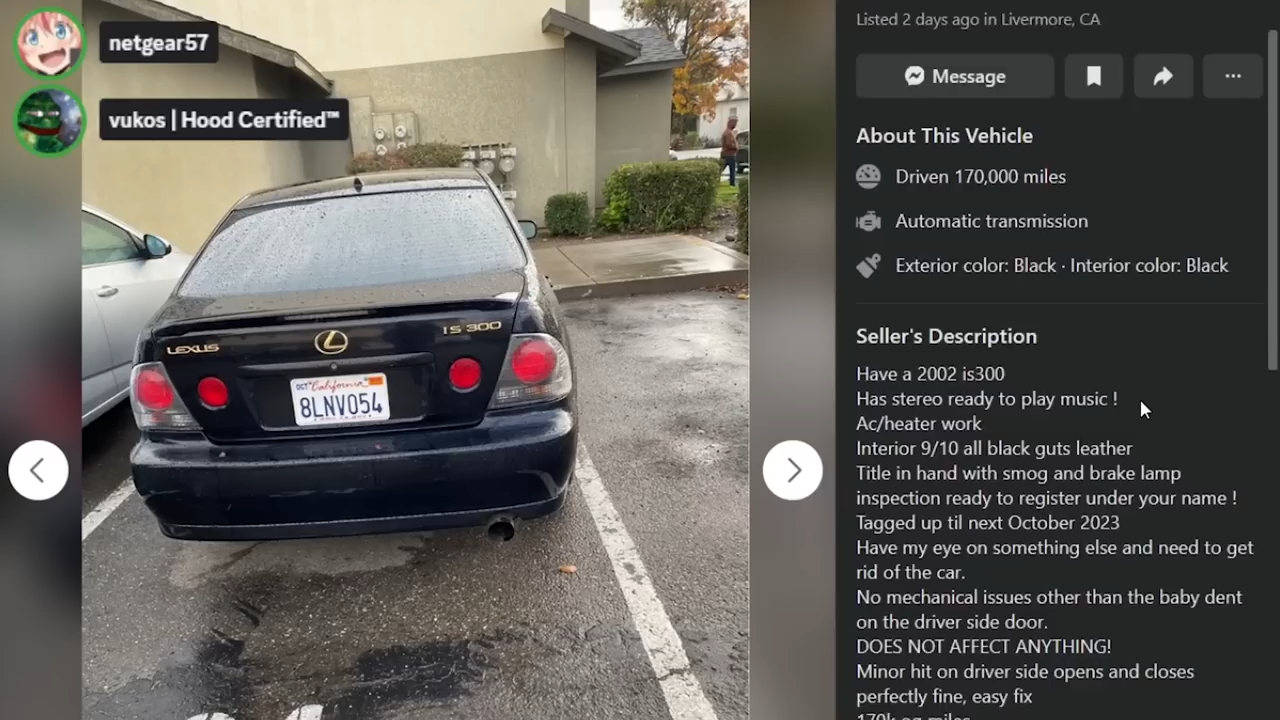 netgear57
vukos | Hood Certified™
LEXUS
IS 300
OCT California
8LNV054
Listed 2 days ago in Livermore, CA
Message
About This Vehicle
Driven 170,000 miles
Automatic transmission
Exterior color: Black · Interior color: Black
Seller's Description
Have a 2002 is300
Has stereo ready to play music !
Ac/heater work
Interior 9/10 all black guts leather
Title in hand with smog and brake lamp
inspection ready to register under your name !
Tagged up til next October 2023
Have my eye on something else and need to get
rid of the car.
No mechanical issues other than the baby dent
on the driver side door.
DOES NOT AFFECT ANYTHING!
Minor hit on driver side opens and closes
perfectly fine, easy fix
170k og miles